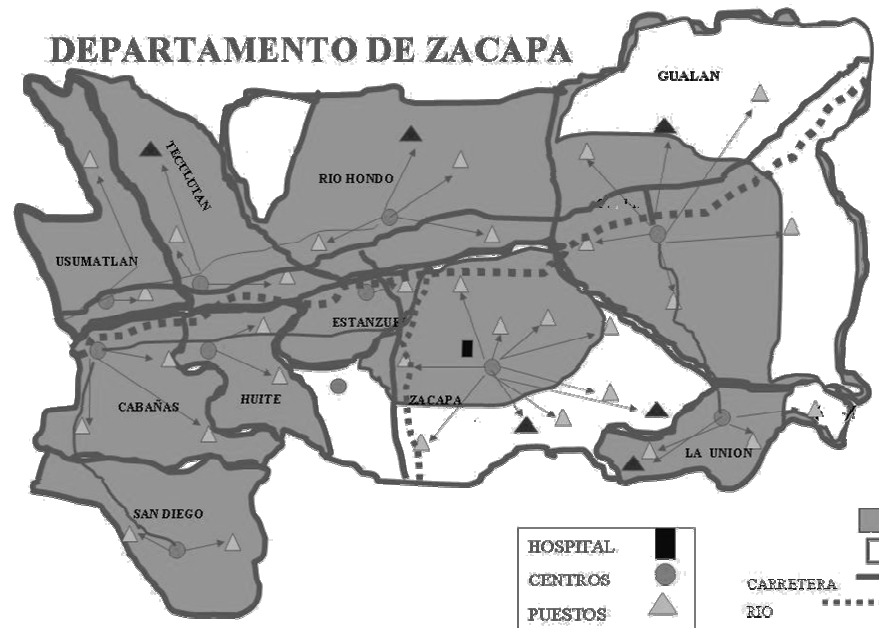 DEPARTAMENTO DE ZACAPA
GUALAN
TECULUTAN
RIO HONDO
USUMATLAN
ESTANZUE
CABAÑAS
HUITE
ZACAPA
LA UNION
SAN DIEGO
HOSPITAL
CENTROS
PUESTOS
CARRETERA
RIO